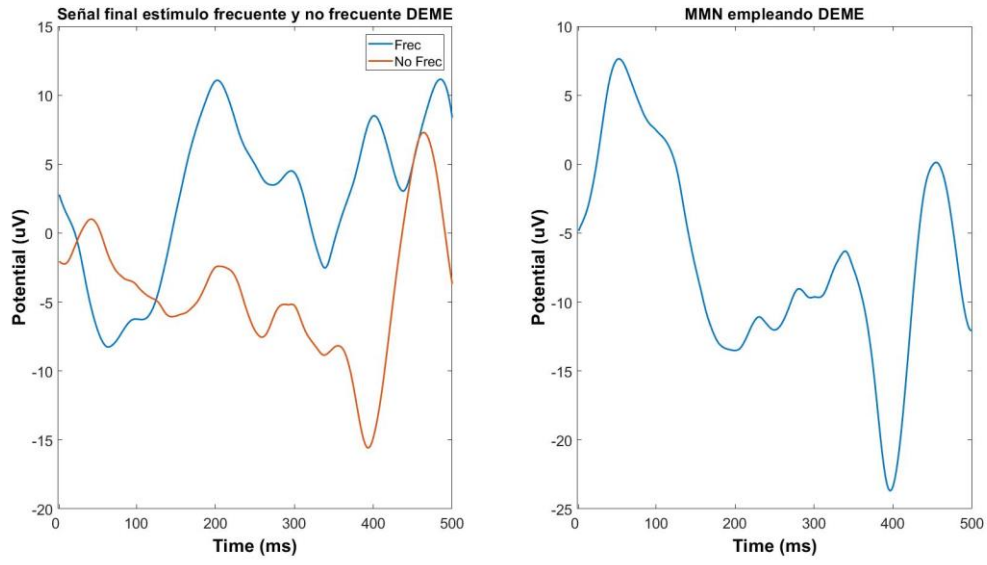 Señal final estímulo frecuente y no frecuente DEME
Frec
No Frec
15
10
5
0
-5
-10
-15
-20
Potential (uV)
0 100 200 300 400 500
Time (ms)
MMN empleando DEME
10
5
0
-5
-10
-15
-20
-25
Potential (uV)
0 100 200 300 400 500
Time (ms)